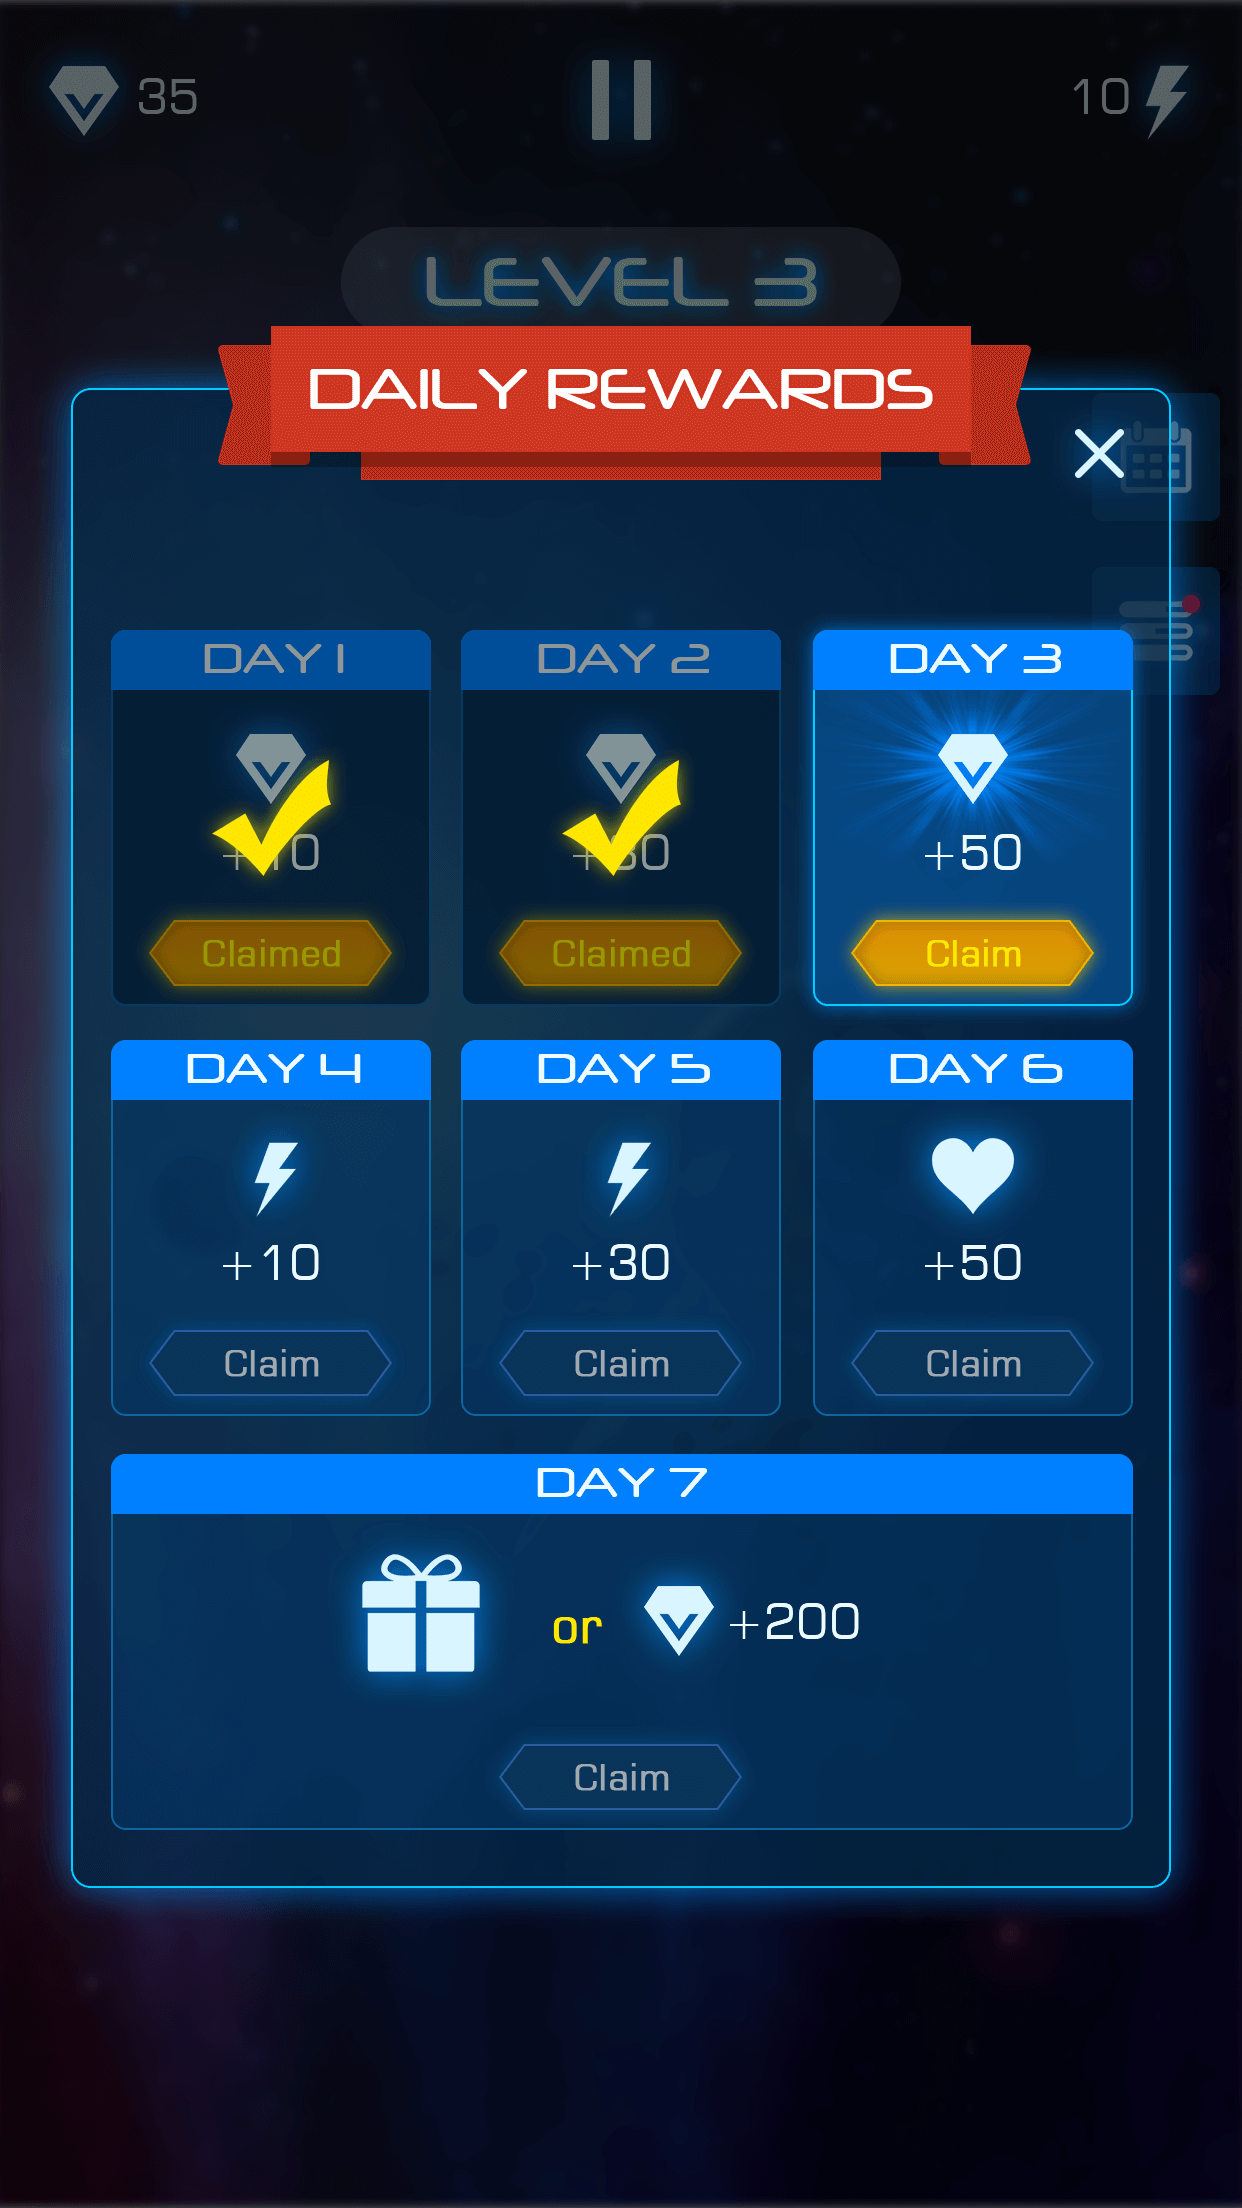 35
10
LEVEL 3
DAILY REWARDS
DAY 1
DAY 2
DAY 3
+10
+30
+50
Claimed
Claimed
Claim
DAY 4
DAY 5
DAY 6
+10
+30
+50
Claim
Claim
Claim
DAY 7
or
+200
Claim